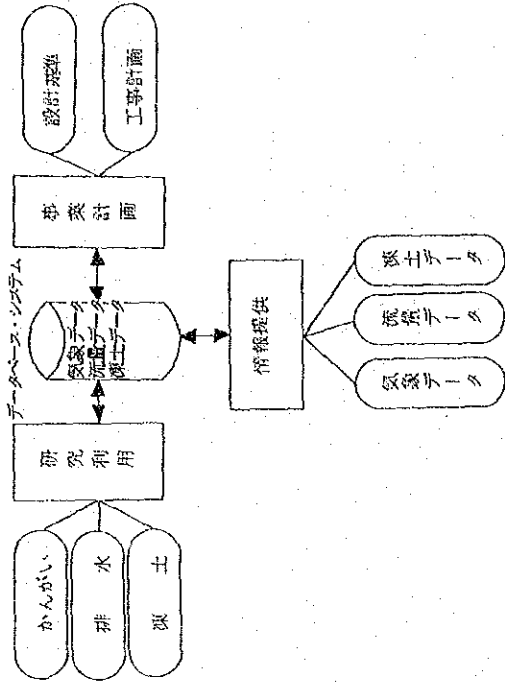 データベース・システム
気象データ
流量データ
凍土データ
研究利用
かんがい
排水
凍土
事業計画
設計基準
工事計画
情報提供
気象データ
流量データ
凍土データ